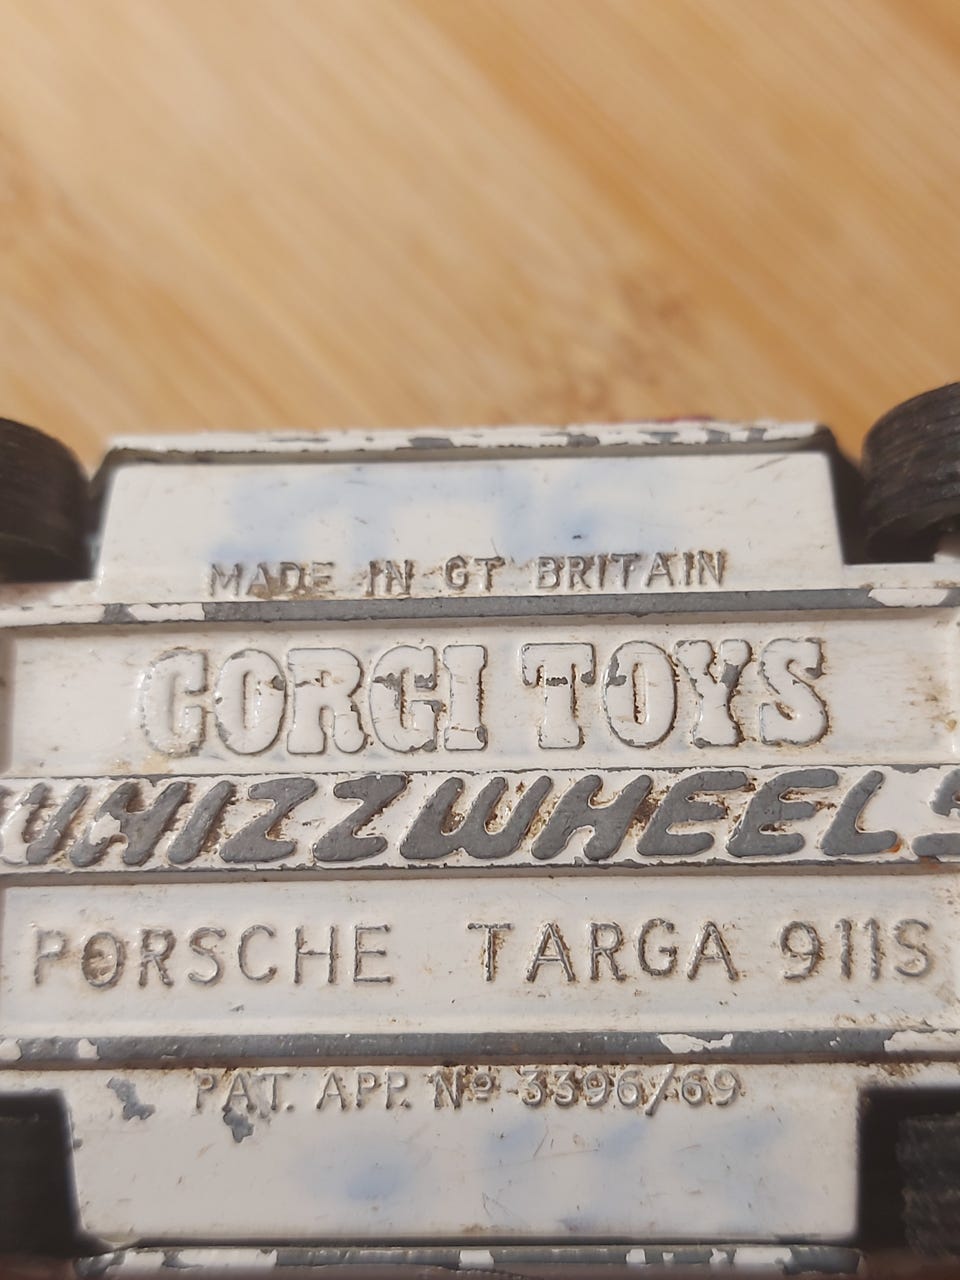 MADE IN GT BRITAIN
CORGI TOYS
WHIZZWHEELS
PORSCHE TARGA 911S
PAT. APP. Nº 3396/69